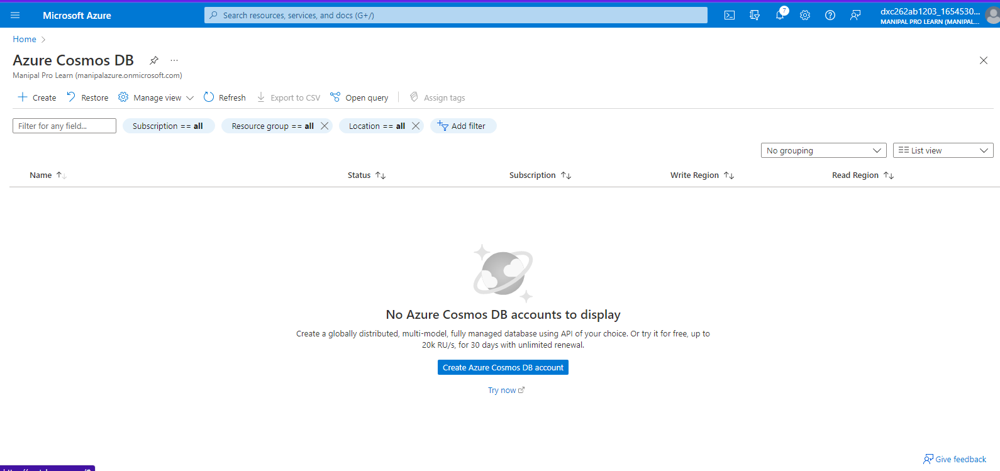 Microsoft Azure
Search resources, services, and docs (G+/)
7
dxc262ab1203_1654530...
MANIPAL PRO LEARN (MANIPAL...
Home
Azure Cosmos DB
...
Manipal Pro Learn (manipalazure.onmicrosoft.com)
Create
Restore
Manage view
Refresh
Export to CSV
Open query
Assign tags
Filter for any field...
Subscription == all
Resource group == all
Location == all
Add filter
No grouping
List view
Name
Status
Subscription
Write Region
Read Region
No Azure Cosmos DB accounts to display
Create a globally distributed, multi-model, fully managed database using API of your choice. Or try it for free, up to
20k RU/s, for 30 days with unlimited renewal.
Create Azure Cosmos DB account
Try now
Give feedback